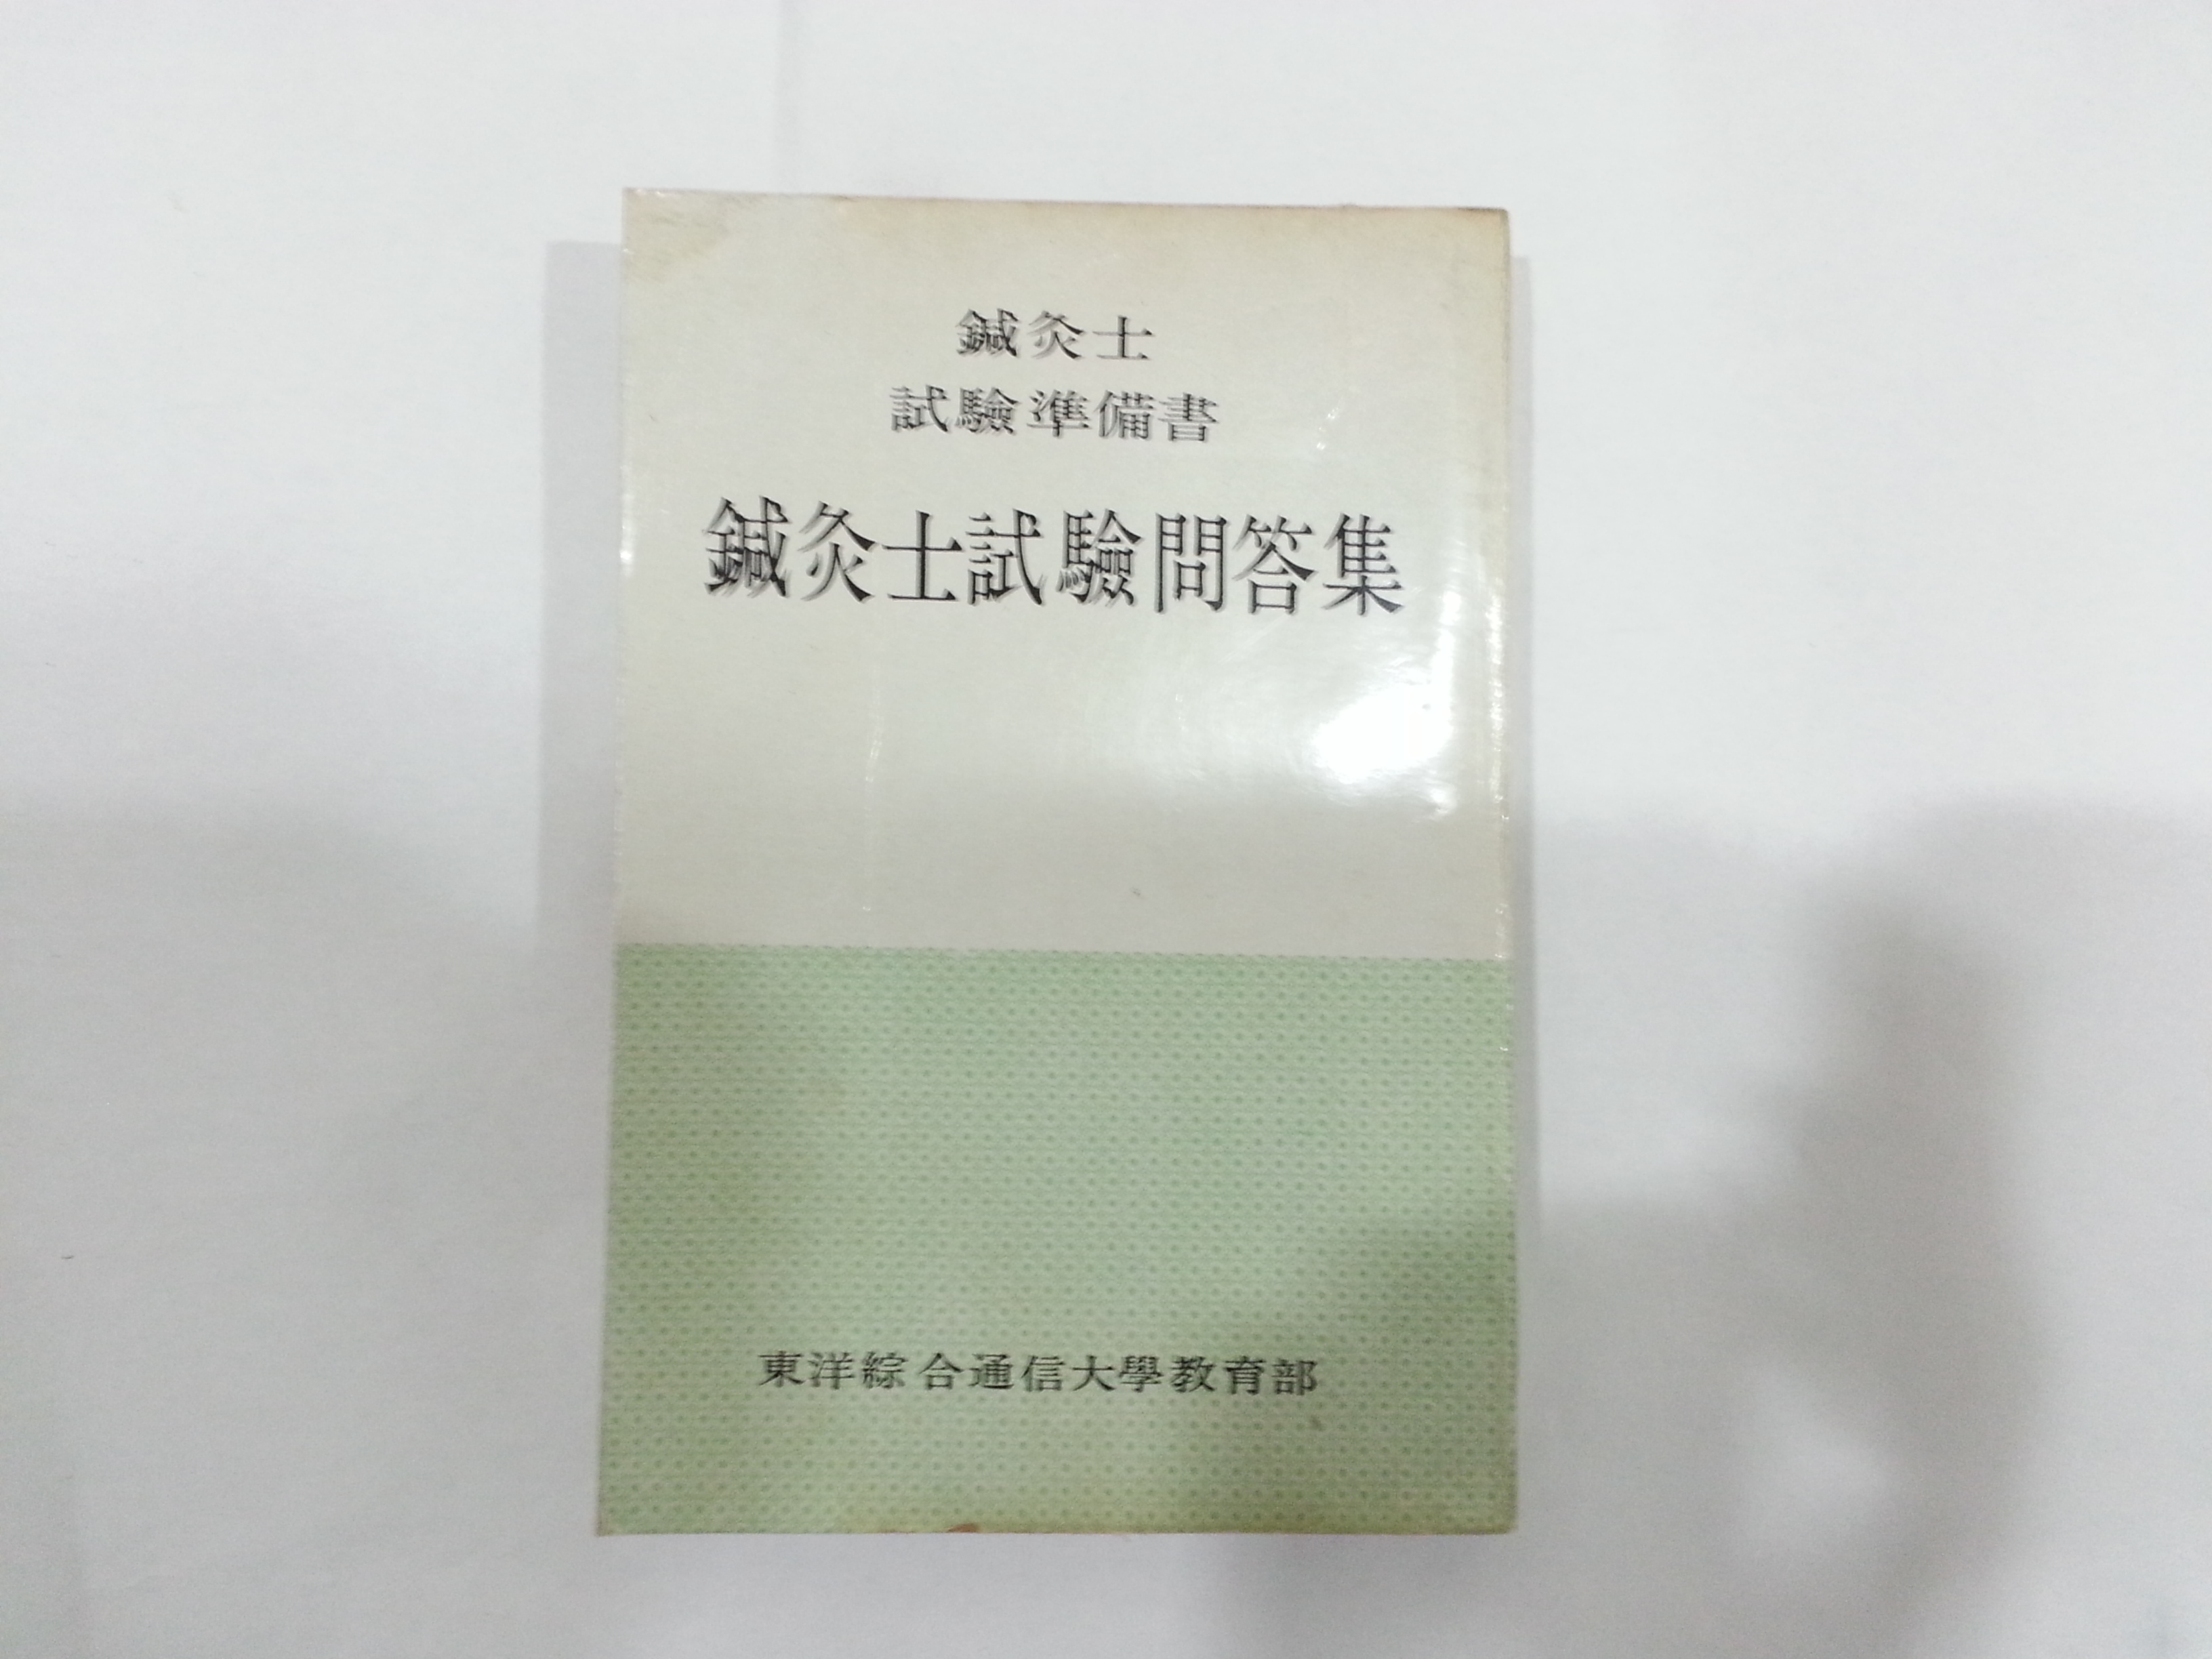 鍼灸士
試驗準備書
鍼灸士試驗問答集
東洋綜合通信大學教育部